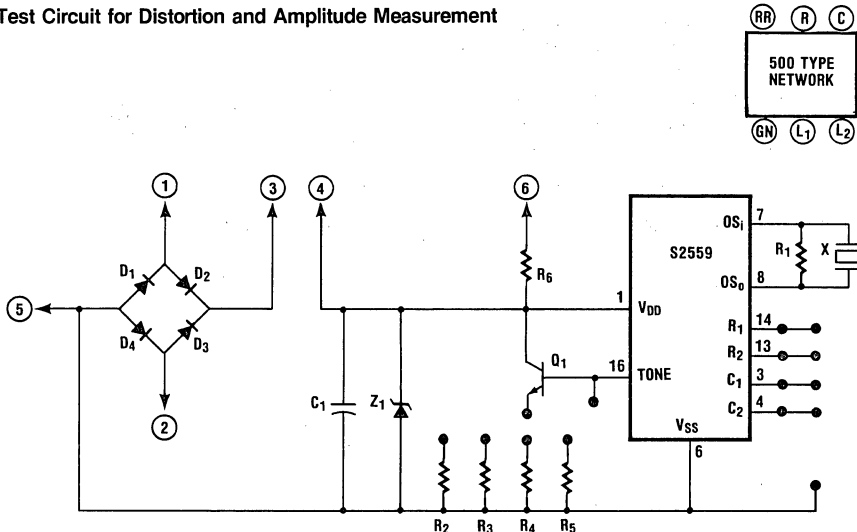 Test Circuit for Distortion and Amplitude Measurement
RR R C
500 TYPE
NETWORK
GN L1 L2
1
3
4
6
7
OSi
S2559
R1
X
D1
D2
R6
OSo
8
5
1
VDD
D4
D3
R1 14
Q1
R2 13
16
TONE
C1 3
C1
Z1
C2 4
2
VSS
6
R2 R3 R4 R5